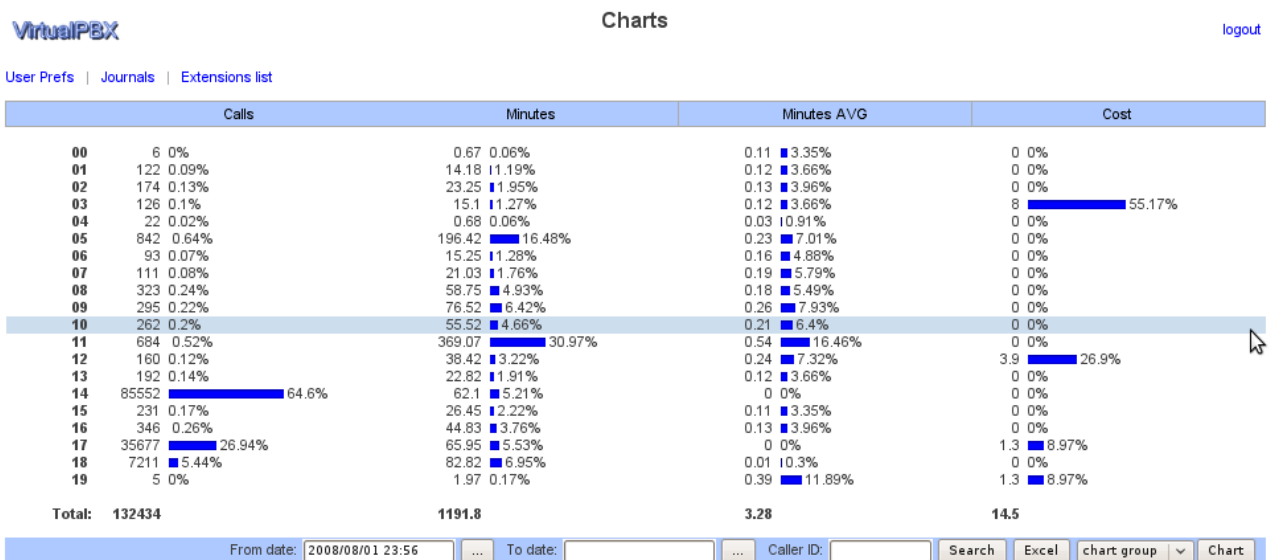 VirtualPBX
Charts
logout
User Prefs | Journals | Extensions list
Calls Minutes Minutes AVG Cost
00 6 0% 0.67 0.06% 0.11 3.35% 0 0%
01 122 0.09% 14.18 1.19% 0.12 3.66% 0 0%
02 174 0.13% 23.25 1.95% 0.13 3.96% 0 0%
03 126 0.1% 15.1 1.27% 0.12 3.66% 8 55.17%
04 22 0.02% 0.68 0.06% 0.03 0.91% 0 0%
05 842 0.64% 196.42 16.48% 0.23 7.01% 0 0%
06 93 0.07% 15.25 1.28% 0.16 4.88% 0 0%
07 111 0.08% 21.03 1.76% 0.19 5.79% 0 0%
08 323 0.24% 58.75 4.93% 0.18 5.49% 0 0%
09 295 0.22% 76.52 6.42% 0.26 7.93% 0 0%
10 262 0.2% 55.52 4.66% 0.21 6.4% 0 0%
11 684 0.52% 369.07 30.97% 0.54 16.46% 0 0%
12 160 0.12% 38.42 3.22% 0.24 7.32% 3.9 26.9%
13 192 0.14% 22.82 1.91% 0.12 3.66% 0 0%
14 85552 64.6% 62.1 5.21% 0 0% 0 0%
15 231 0.17% 26.45 2.22% 0.11 3.35% 0 0%
16 346 0.26% 44.83 3.76% 0.13 3.96% 0 0%
17 35677 26.94% 65.95 5.53% 0 0% 1.3 8.97%
18 7211 5.44% 82.82 6.95% 0.01 0.3% 0 0%
19 5 0% 1.97 0.17% 0.39 11.89% 1.3 8.97%
Total: 132434 1191.8 3.28 14.5
From date: 2008/08/01 23:56 ... To date: ... Caller ID: Search Excel chart group Chart